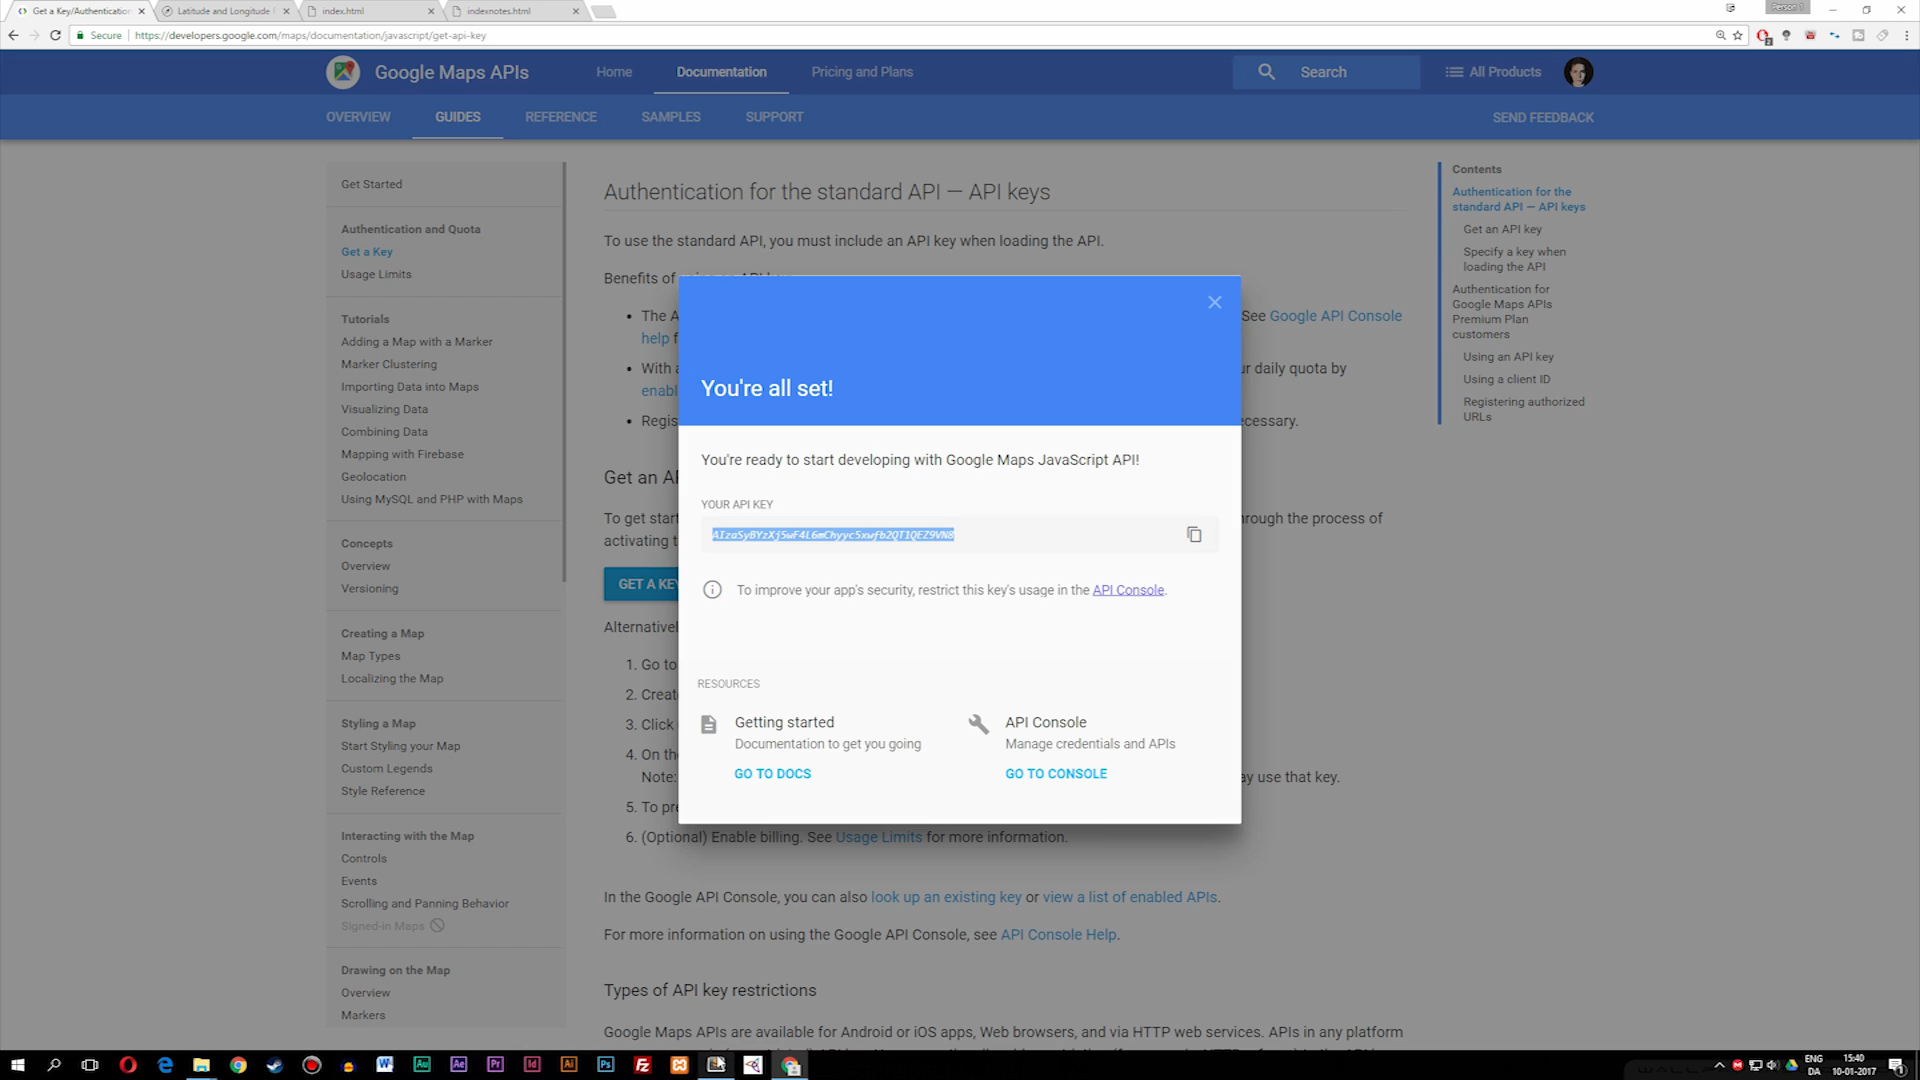 Get a Key/Authentication
Latitude and Longitude
index.html
indexnotes.html
Person 1
Secure
https://developers.google.com/maps/documentation/javascript/get-api-key
Google Maps APIs
Home
Documentation
Pricing and Plans
Search
All Products
OVERVIEW
GUIDES
REFERENCE
SAMPLES
SUPPORT
SEND FEEDBACK
Get Started
Authentication and Quota
Get a Key
Usage Limits
Tutorials
Adding a Map with a Marker
Marker Clustering
Importing Data into Maps
Visualizing Data
Combining Data
Mapping with Firebase
Geolocation
Using MySQL and PHP with Maps
Concepts
Overview
Versioning
Creating a Map
Map Types
Localizing the Map
Styling a Map
Start Styling your Map
Custom Legends
Style Reference
Interacting with the Map
Controls
Events
Scrolling and Panning Behavior
Signed-in Maps
Drawing on the Map
Overview
Markers
Authentication for the standard API — API keys
To use the standard API, you must include an API key when loading the API.
Benefits of
The A
See Google API Console
help f
With a
ur daily quota by
enabl
Regis
cessary.
Get an AP
To get star
hrough the process of
activating t
GET A KEY
Alternativel
1. Go to
2. Creat
3. Click
4. On th
Note:
ay use that key.
5. To pre
6. (Optional) Enable billing. See Usage Limits for more information.
In the Google API Console, you can also look up an existing key or view a list of enabled APIs.
For more information on using the Google API Console, see API Console Help.
Types of API key restrictions
Google Maps APIs are available for Android or iOS apps, Web browsers, and via HTTP web services. APIs in any platform
You're all set!
You're ready to start developing with Google Maps JavaScript API!
YOUR API KEY
AIzaSyBYzXj5wF4L6mChyyc5xwfb2QT1QEZ9VN8
To improve your app's security, restrict this key's usage in the API Console.
RESOURCES
Getting started
Documentation to get you going
GO TO DOCS
API Console
Manage credentials and APIs
GO TO CONSOLE
Contents
Authentication for the
standard API — API keys
Get an API key
Specify a key when
loading the API
Authentication for
Google Maps APIs
Premium Plan
customers
Using an API key
Using a client ID
Registering authorized
URLs
Au
Ae
Pr
Id
Ai
Ps
ENG
DA
15:40
10-01-2017